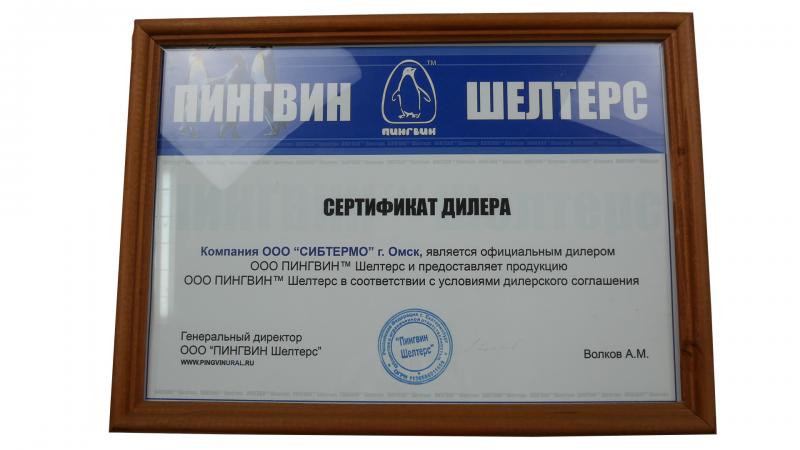 ПИНГВИН
™
ПИНГВИН
ШЕЛТЕРС
СЕРТИФИКАТ ДИЛЕРА
Компания ООО “СИБТЕРМО” г. Омск, является официальным дилером
ООО ПИНГВИН™ Шелтерс и предоставляет продукцию
ООО ПИНГВИН™ Шелтерс в соответствии с условиями дилерского соглашения
Генеральный директор
ООО “ПИНГВИН Шелтерс”
WWW.PINGVINURAL.RU
"Пингвин
Шелтерс"
Волков А.М.